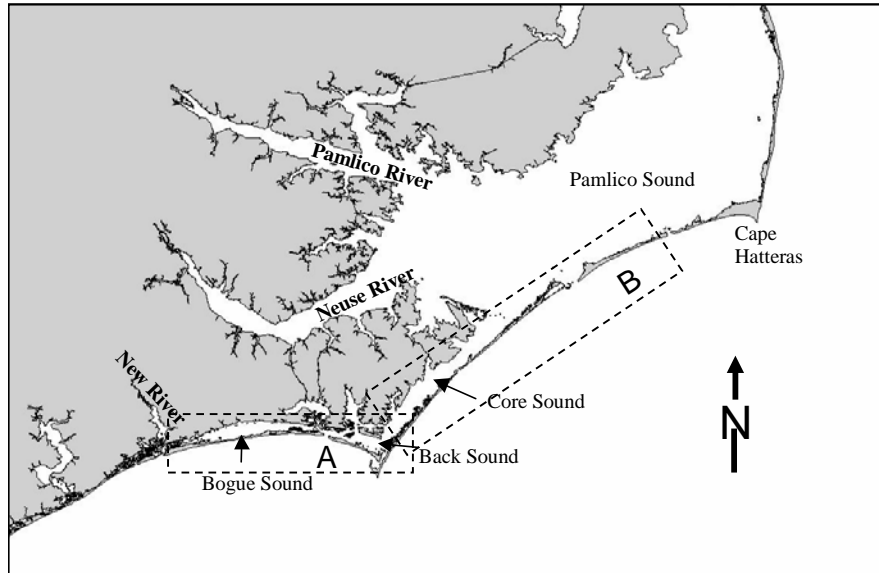 Pamlico River
Pamlico Sound
Cape
Hatteras
Neuse River
B
New River
Core Sound
N
A
Back Sound
Bogue Sound